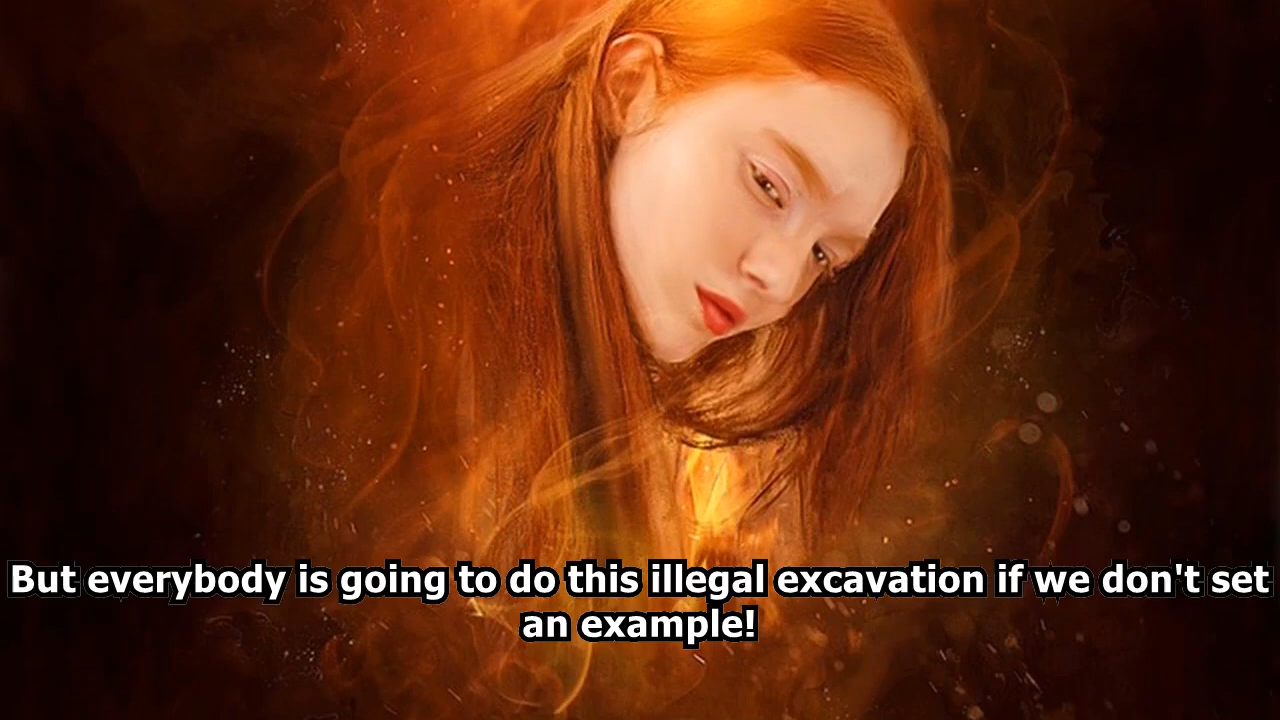 But everybody is going to do this illegal excavation if we don't set
an example!